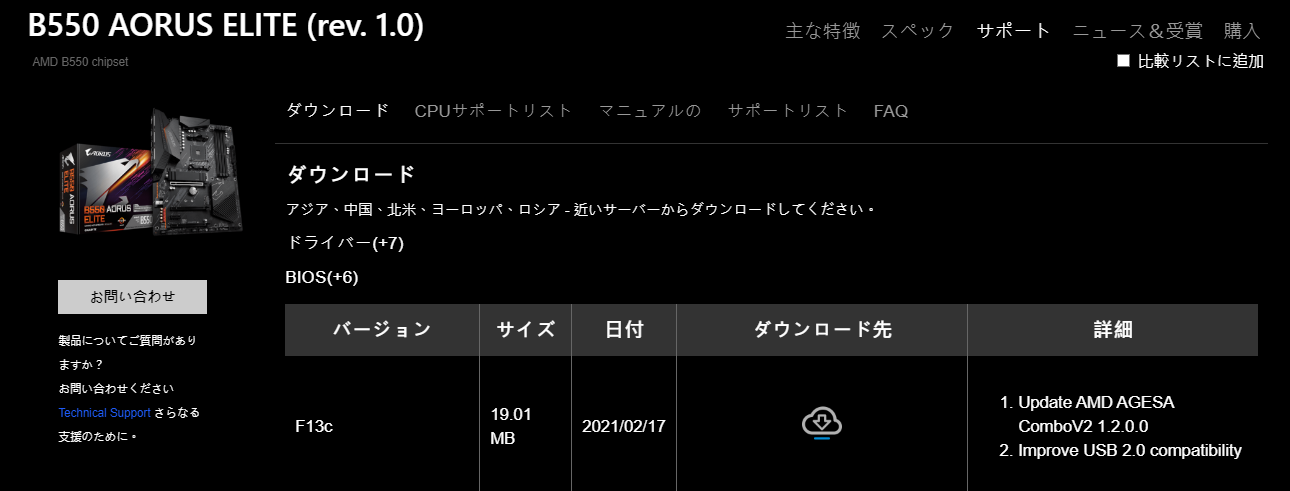 B550 AORUS ELITE (rev. 1.0)
主な特徴 スペック サポート ニュース＆受賞 購入
AMD B550 chipset
比較リストに追加
ダウンロード CPUサポートリスト マニュアルの サポートリスト FAQ
ダウンロード
アジア、中国、北米、ヨーロッパ、ロシア - 近いサーバーからダウンロードしてください。
ドライバー(+7)
BIOS(+6)
AORUS
B550 AORUS
ELITE
B550 AORUS ELITE
お問い合わせ
製品についてご質問があり
ますか？
お問い合わせください
Technical Support さらなる
支援のために。
バージョン サイズ 日付 ダウンロード先 詳細
F13c
19.01
MB
2021/02/17
1. Update AMD AGESA
ComboV2 1.2.0.0
2. Improve USB 2.0 compatibility